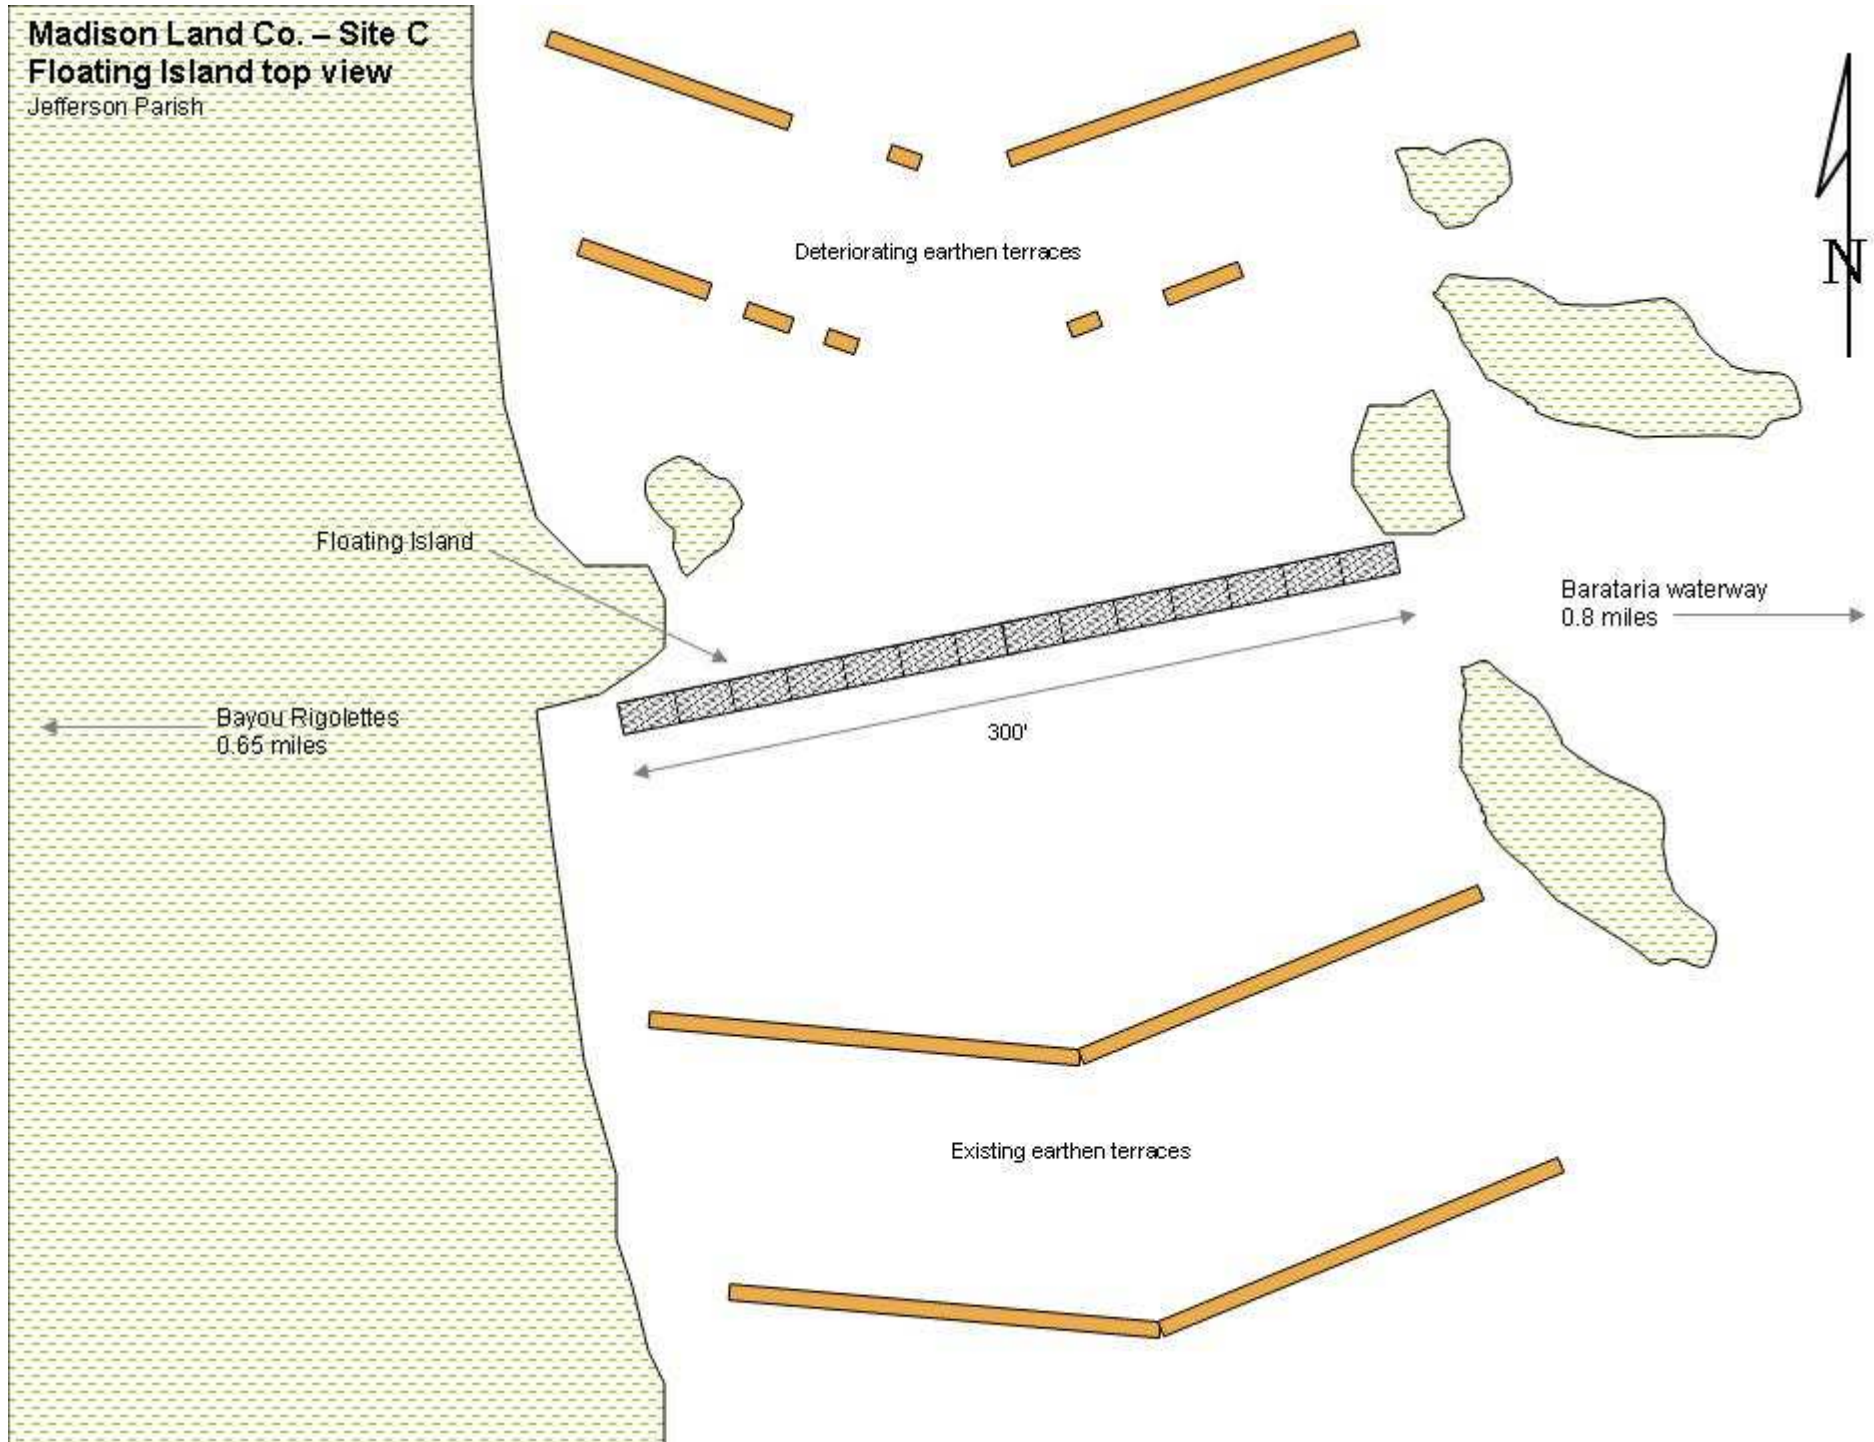 Madison Land Co. – Site C
Floating Island top view
Jefferson Parish
Deteriorating earthen terraces
N
Floating Island
Barataria waterway
0.8 miles
Bayou Rigolettes
0.65 miles
300'
Existing earthen terraces